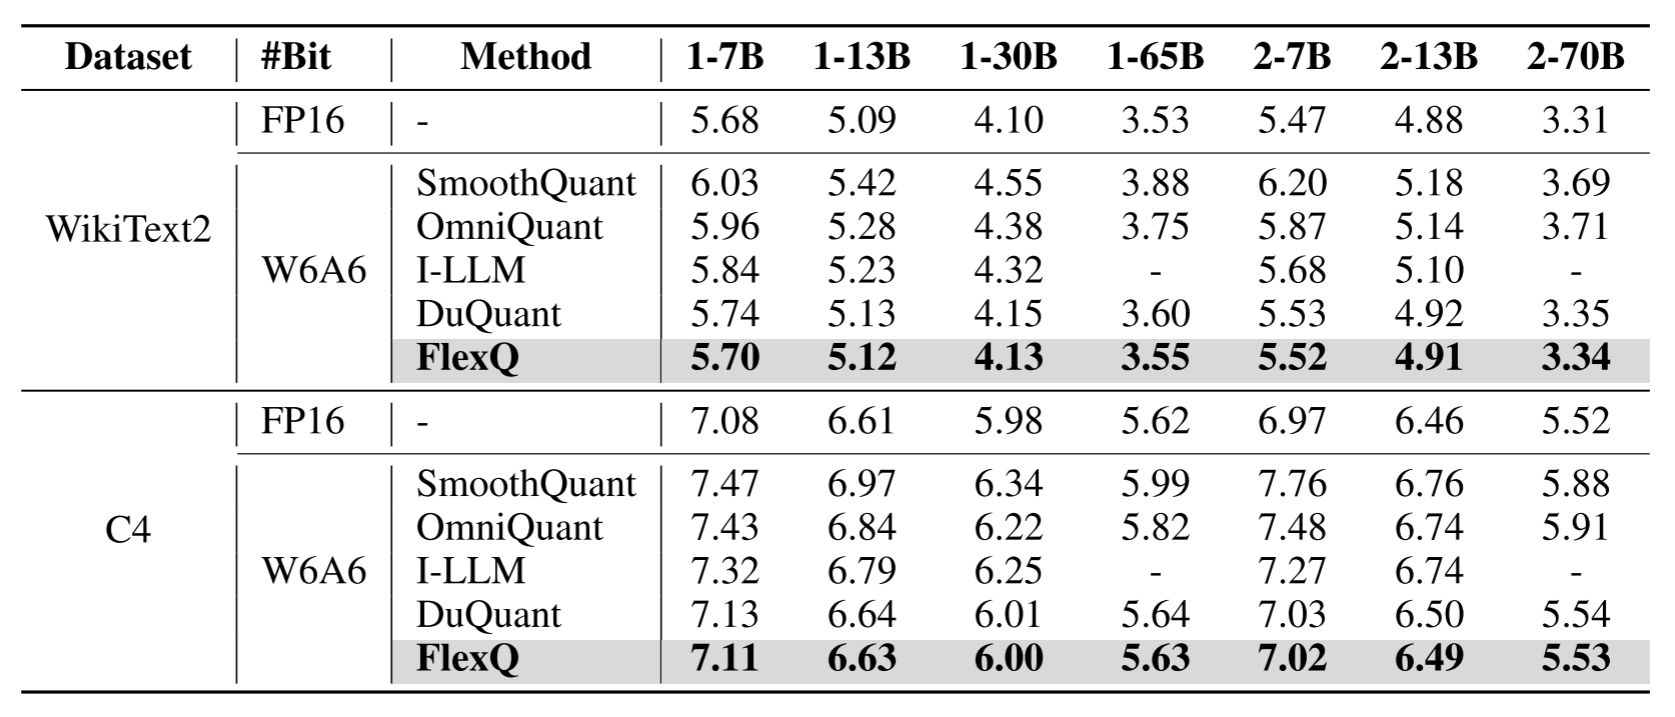 Dataset #Bit Method 1-7B 1-13B 1-30B 1-65B 2-7B 2-13B 2-70B
FP16 - 5.68 5.09 4.10 3.53 5.47 4.88 3.31
SmoothQuant 6.03 5.42 4.55 3.88 6.20 5.18 3.69
WikiText2 OmniQuant 5.96 5.28 4.38 3.75 5.87 5.14 3.71
W6A6 I-LLM 5.84 5.23 4.32 - 5.68 5.10 -
DuQuant 5.74 5.13 4.15 3.60 5.53 4.92 3.35
FlexQ 5.70 5.12 4.13 3.55 5.52 4.91 3.34
FP16 - 7.08 6.61 5.98 5.62 6.97 6.46 5.52
SmoothQuant 7.47 6.97 6.34 5.99 7.76 6.76 5.88
C4 OmniQuant 7.43 6.84 6.22 5.82 7.48 6.74 5.91
W6A6 I-LLM 7.32 6.79 6.25 - 7.27 6.74 -
DuQuant 7.13 6.64 6.01 5.64 7.03 6.50 5.54
FlexQ 7.11 6.63 6.00 5.63 7.02 6.49 5.53